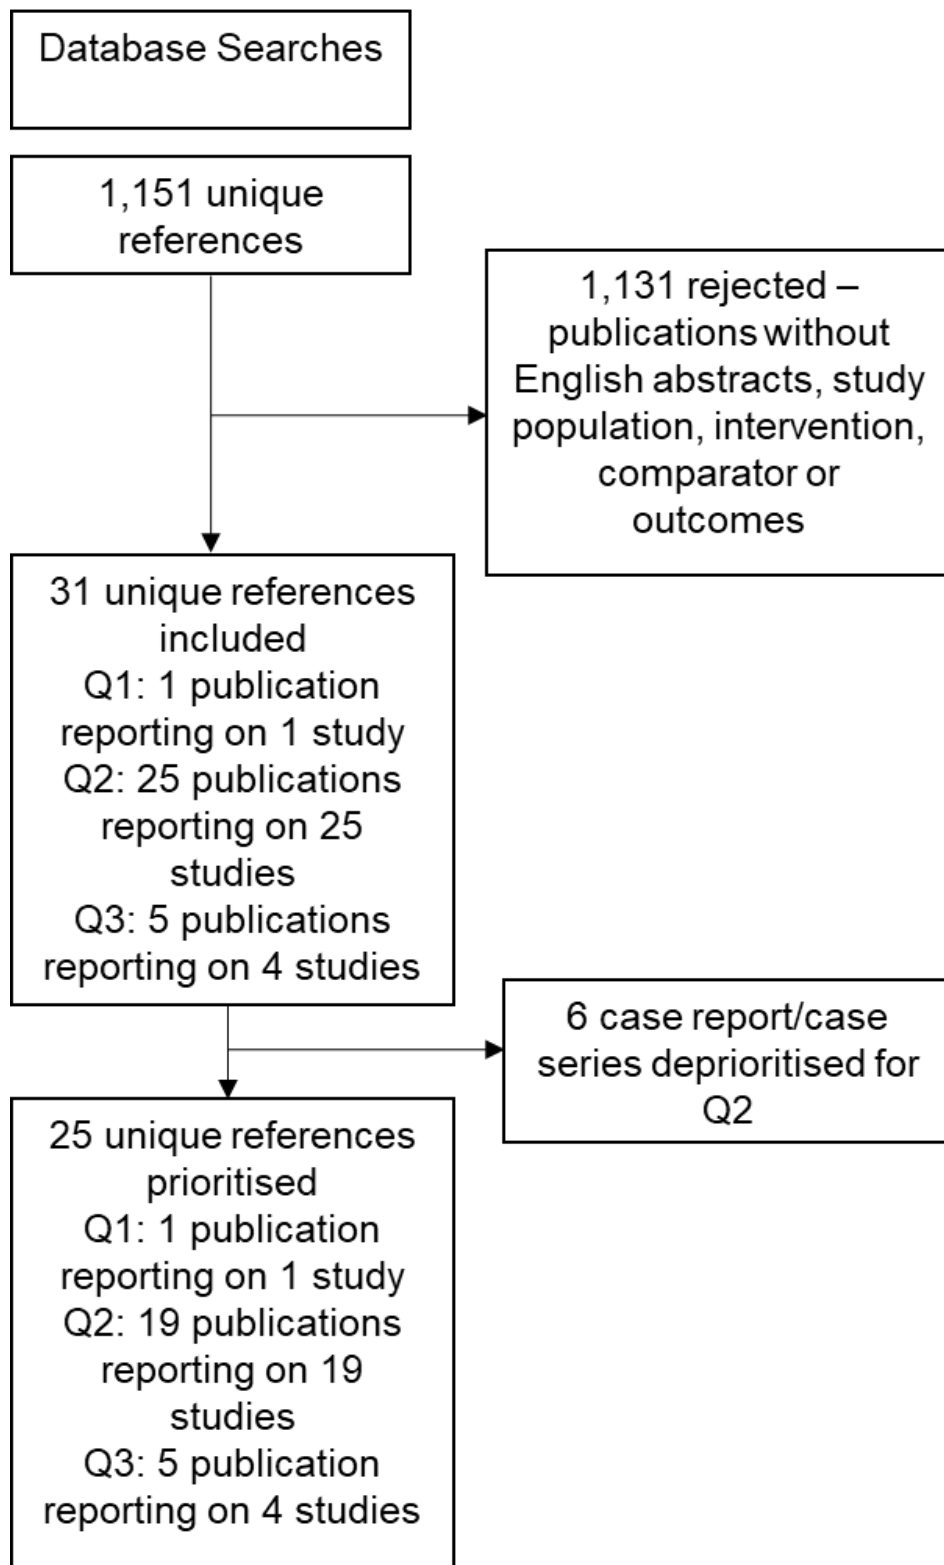 Database Searches
1,151 unique
references
1,131 rejected –
publications without
English abstracts, study
population, intervention,
comparator or
outcomes
31 unique references
included
Q1: 1 publication
reporting on 1 study
Q2: 25 publications
reporting on 25
studies
Q3: 5 publications
reporting on 4 studies
6 case report/case
series deprioritised for
Q2
25 unique references
prioritised
Q1: 1 publication
reporting on 1 study
Q2: 19 publications
reporting on 19
studies
Q3: 5 publication
reporting on 4 studies